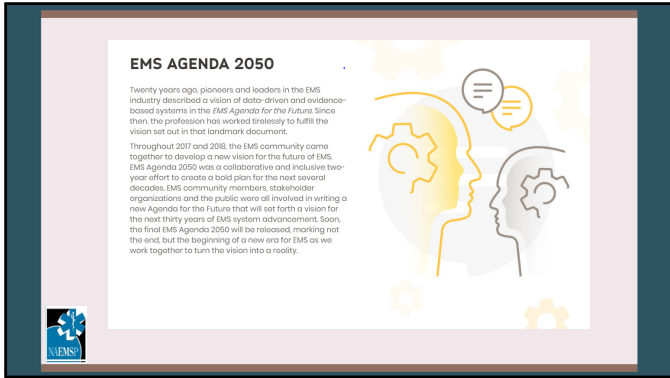 EMS AGENDA 2050
Twenty years ago, pioneers and leaders in the EMS
industry described a vision of data-driven and evidence-
based systems in the EMS Agenda for the Future. Since
then, the profession has worked tirelessly to fulfill the
vision set out in that landmark document.
Throughout 2017 and 2018, the EMS community came
together to develop a new vision for the future of EMS.
EMS Agenda 2050 was a collaborative and inclusive two-
year effort to create a bold plan for the next several
decades. EMS community members, stakeholder
organizations and the public were all involved in writing a
new Agenda for the Future that will set forth a vision for
the next thirty years of EMS system advancement. Soon,
the final EMS Agenda 2050 will be released, marking not
the end, but the beginning of a new era for EMS as we
work together to turn the vision into a reality.
NAEMSP